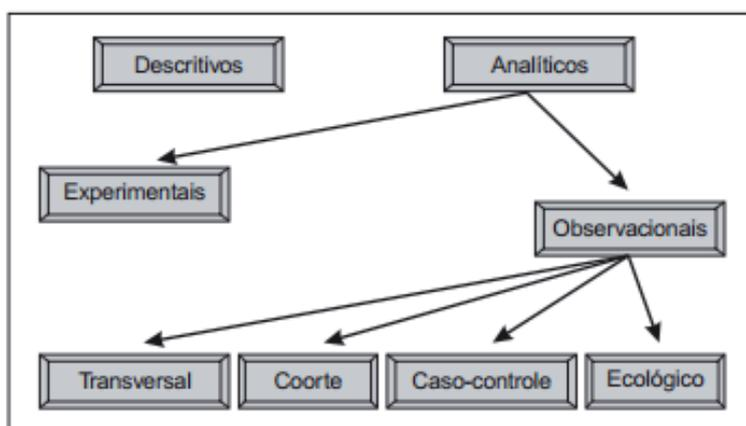 Descritivos
Analíticos
Experimentais
Observacionais
Transversal
Coorte
Caso-controle
Ecológico